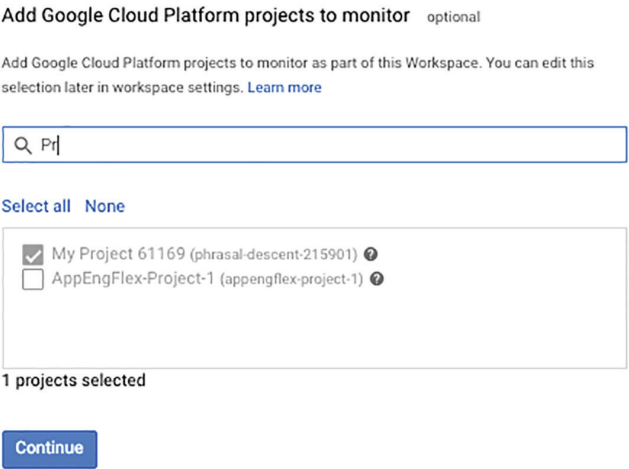 Add Google Cloud Platform projects to monitor optional
Add Google Cloud Platform projects to monitor as part of this Workspace. You can edit this
selection later in workspace settings. Learn more
Pr
Select all None
My Project 61169 (phrasal-descent-215901) ?
AppEngFlex-Project-1 (appengflex-project-1) ?
1 projects selected
Continue